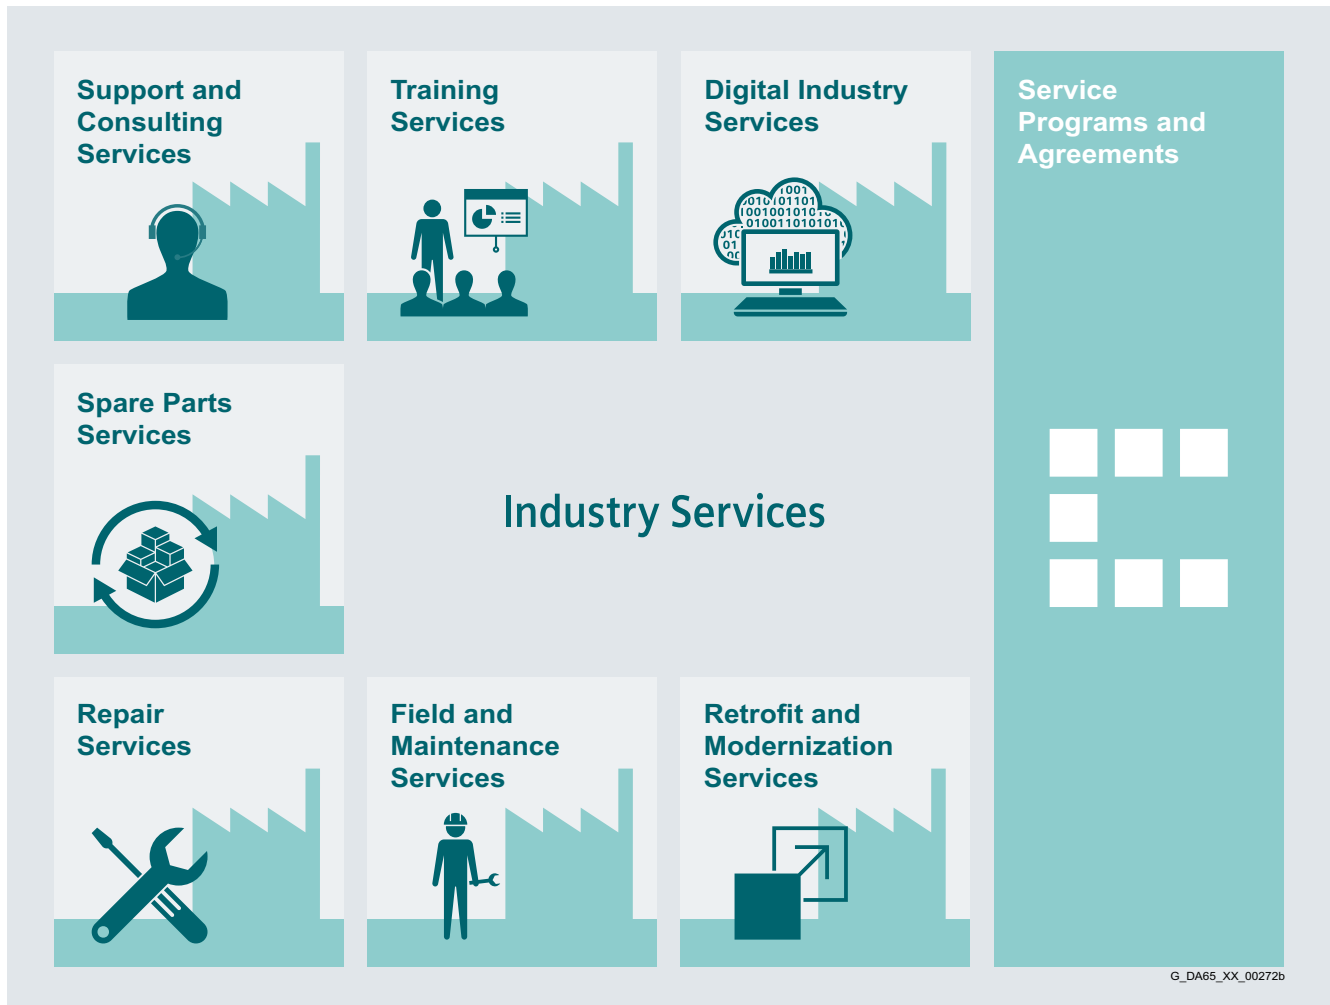 Support and
Consulting
Services
Training
Services
Digital Industry
Services
Service
Programs and
Agreements
Spare Parts
Services
Industry Services
Repair
Services
Field and
Maintenance
Services
Retrofit and
Modernization
Services
G_DA65_XX_00272b